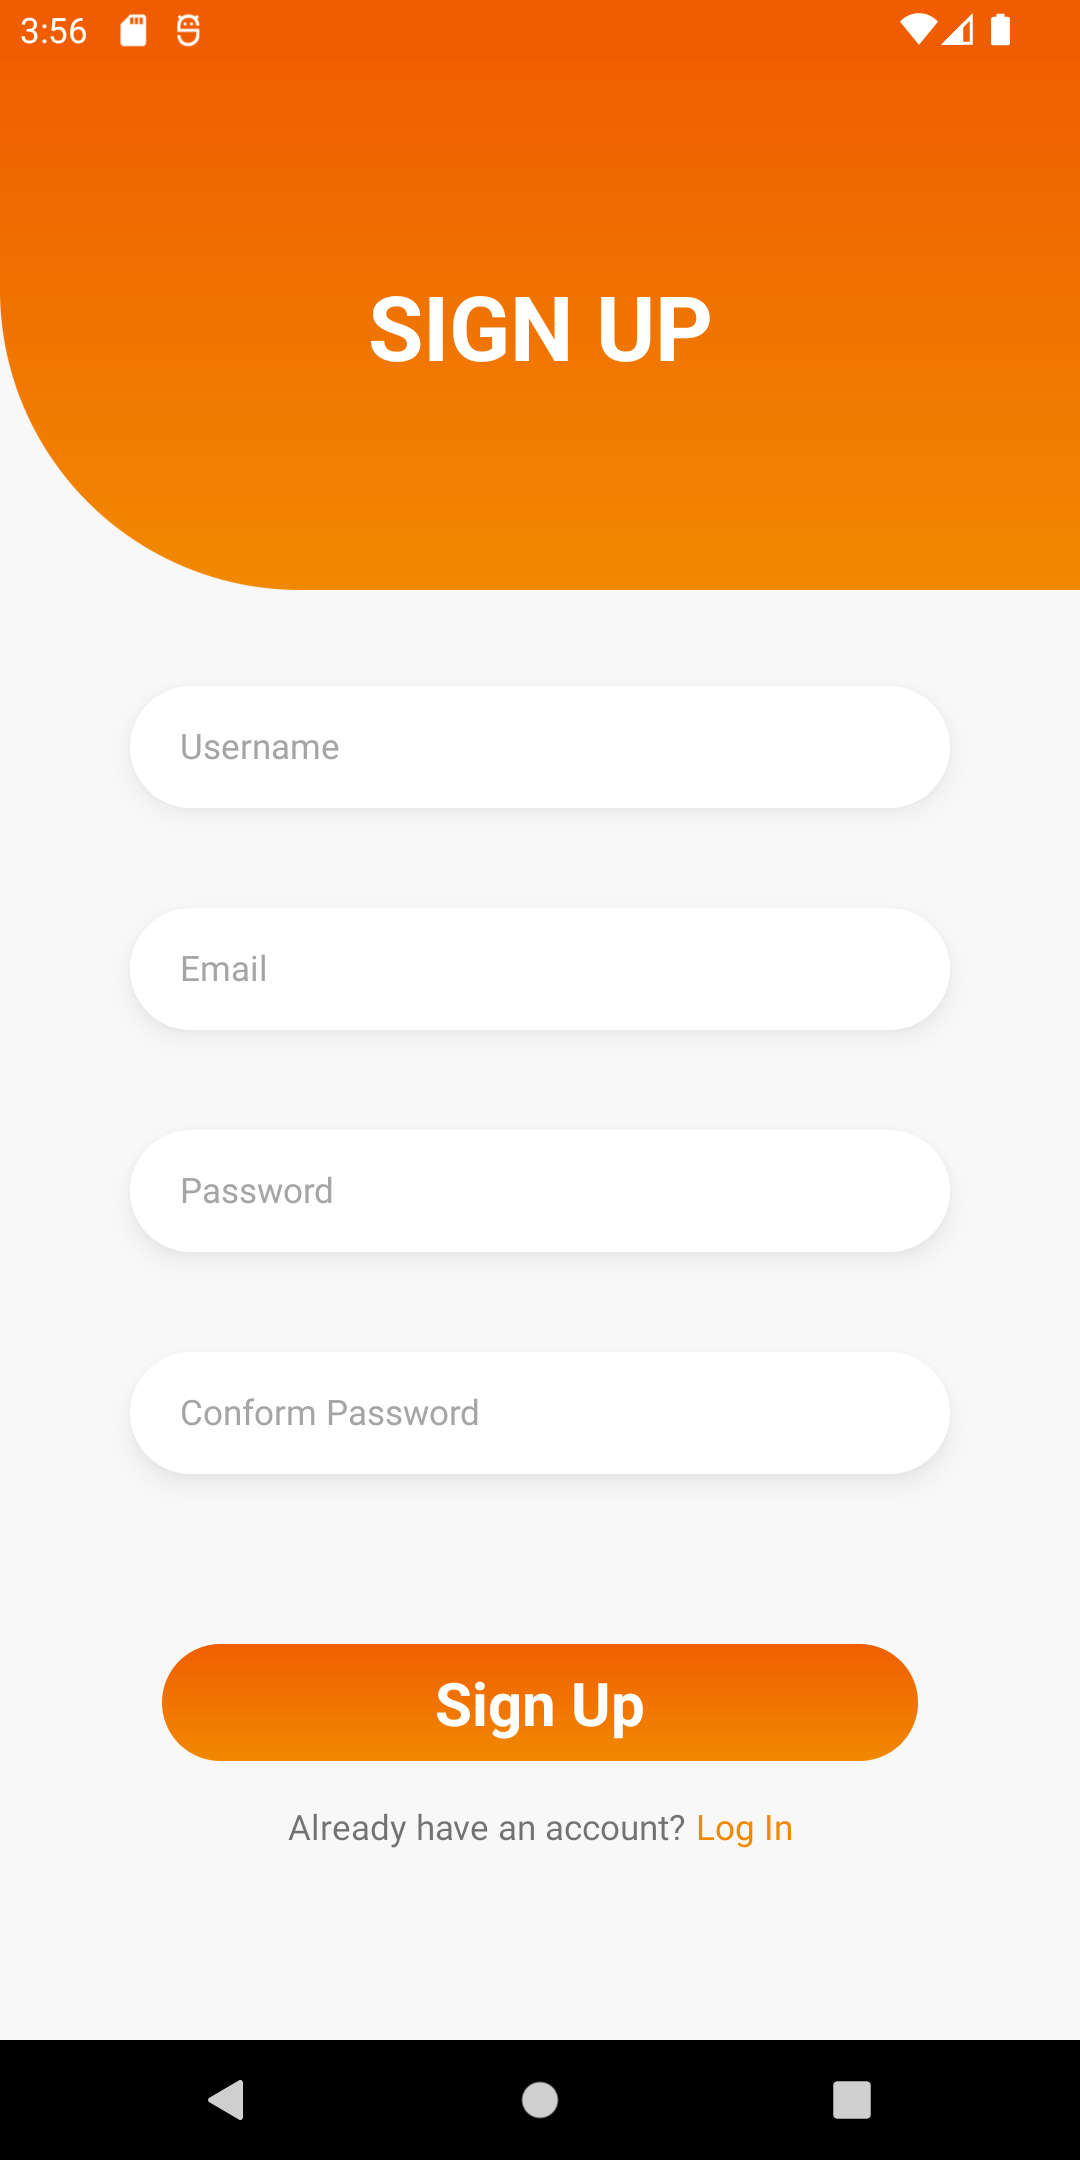 3:56
SIGN UP
Username
Email
Password
Conform Password
Sign Up
Already have an account? Log In